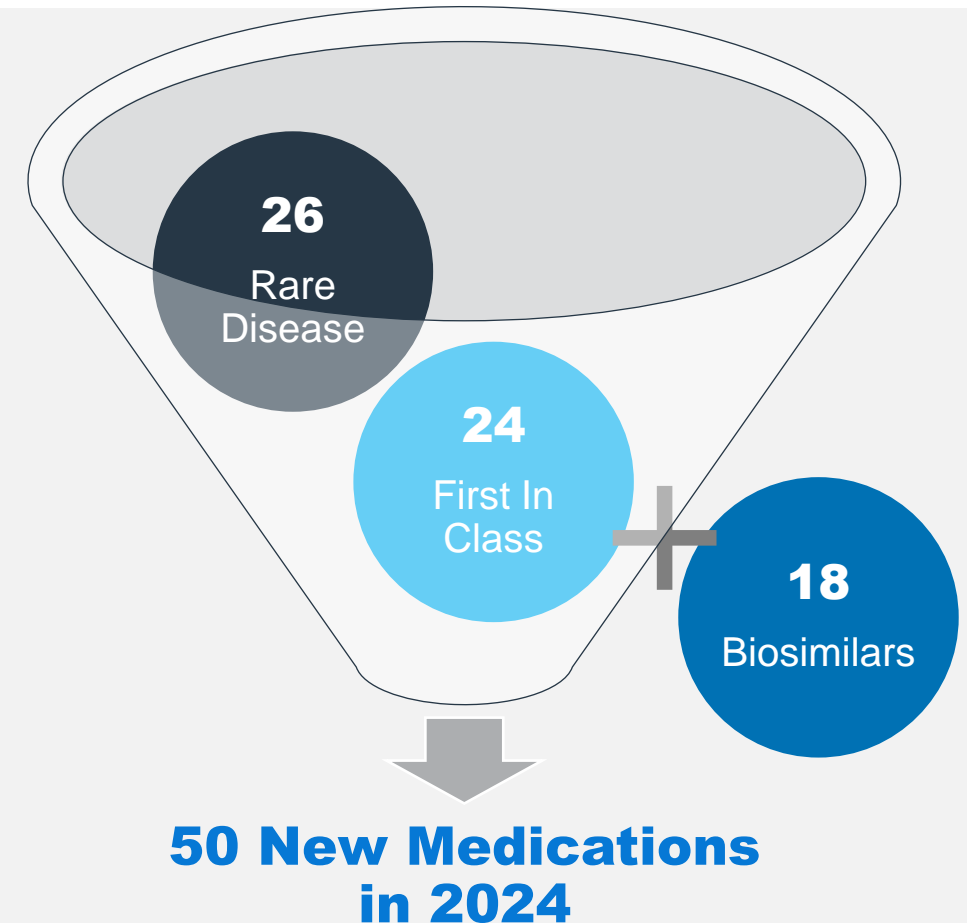 26
Rare
Disease
24
First In
Class
18
Biosimilars
50 New Medications
in 2024